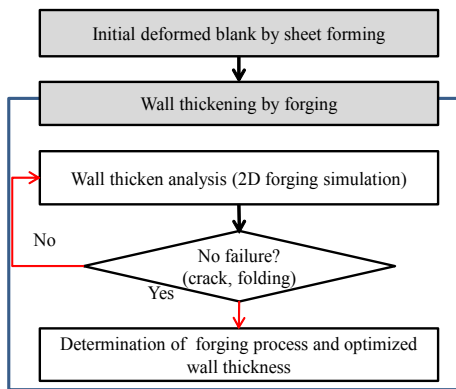 Initial deformed blank by sheet forming
Wall thickening by forging
Wall thicken analysis (2D forging simulation)
No
No failure?
(crack, folding)
Yes
Determination of forging process and optimized
wall thickness